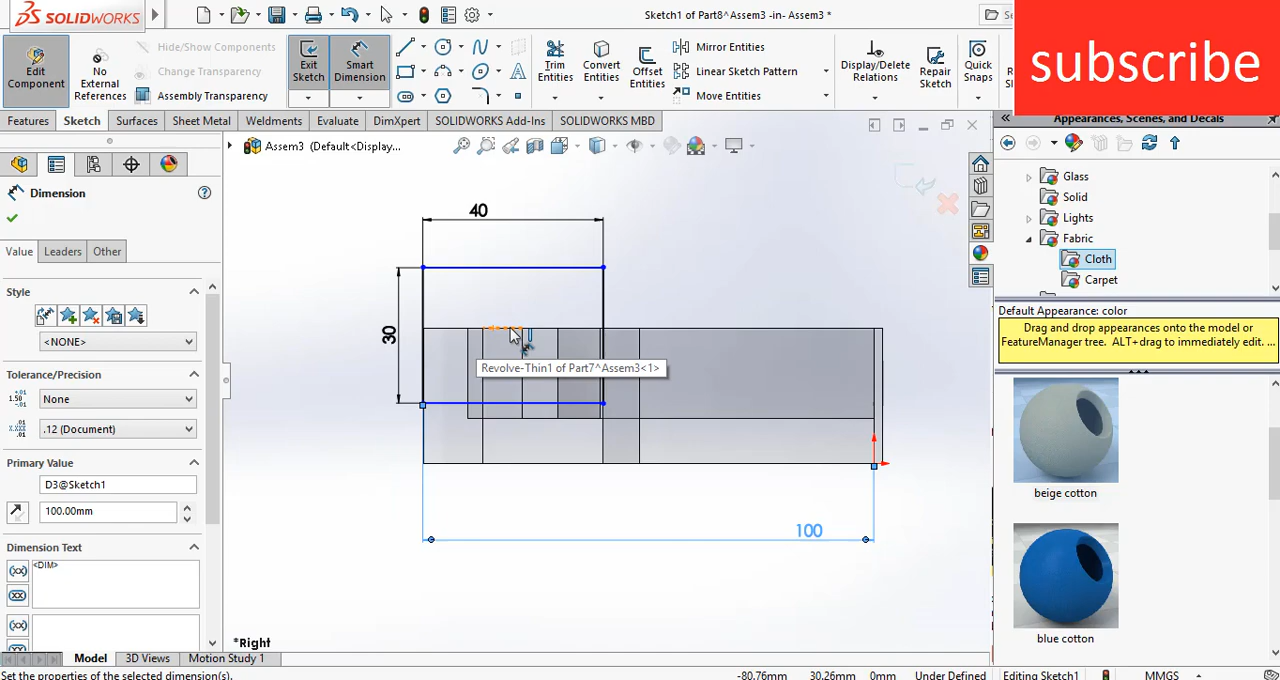 SOLIDWORKS
Sketch1 of Part8^Assem3 -in- Assem3 *
subscribe
Edit Component
No External References
Hide/Show Components
Change Transparency
Assembly Transparency
Exit Sketch
Smart Dimension
Trim Entities
Convert Entities
Offset Entities
Mirror Entities
Linear Sketch Pattern
Move Entities
Display/Delete Relations
Repair Sketch
Quick Snaps
Features
Sketch
Surfaces
Sheet Metal
Weldments
Evaluate
DimXpert
SOLIDWORKS Add-Ins
SOLIDWORKS MBD
Appearances, Scenes, and Decals
Assem3 (Default<Display...
Dimension
Value
Leaders
Other
Style
<NONE>
Tolerance/Precision
None
.12 (Document)
Primary Value
D3@Sketch1
100.00mm
Dimension Text
<DIM>
40
30
Revolve-Thin1 of Part7^Assem3<1>
100
*Right
Glass
Solid
Lights
Fabric
Cloth
Carpet
Default Appearance: color
Drag and drop appearances onto the model or
FeatureManager tree. ALT+drag to immediately edit. ...
beige cotton
blue cotton
Model
3D Views
Motion Study 1
Set the properties of the selected dimension(s).
-80.76mm
30.26mm
0mm
Under Defined
Editing Sketch1
MMGS